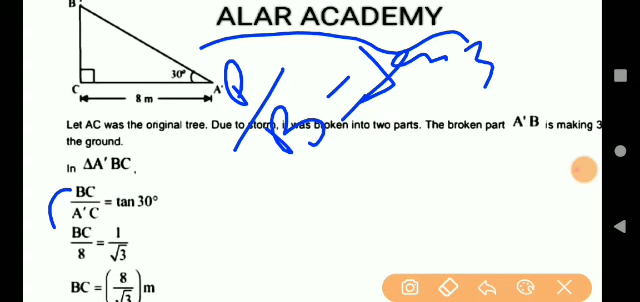 ALAR ACADEMY
B
30°
C
A'
8 m
Let AC was the original tree. Due to storm, it was broken into two parts. The broken part A'B is making 3
the ground.
In ΔA'BC,
BC/A'C = tan 30°
BC/8 = 1/√3
BC = (8/√3) m